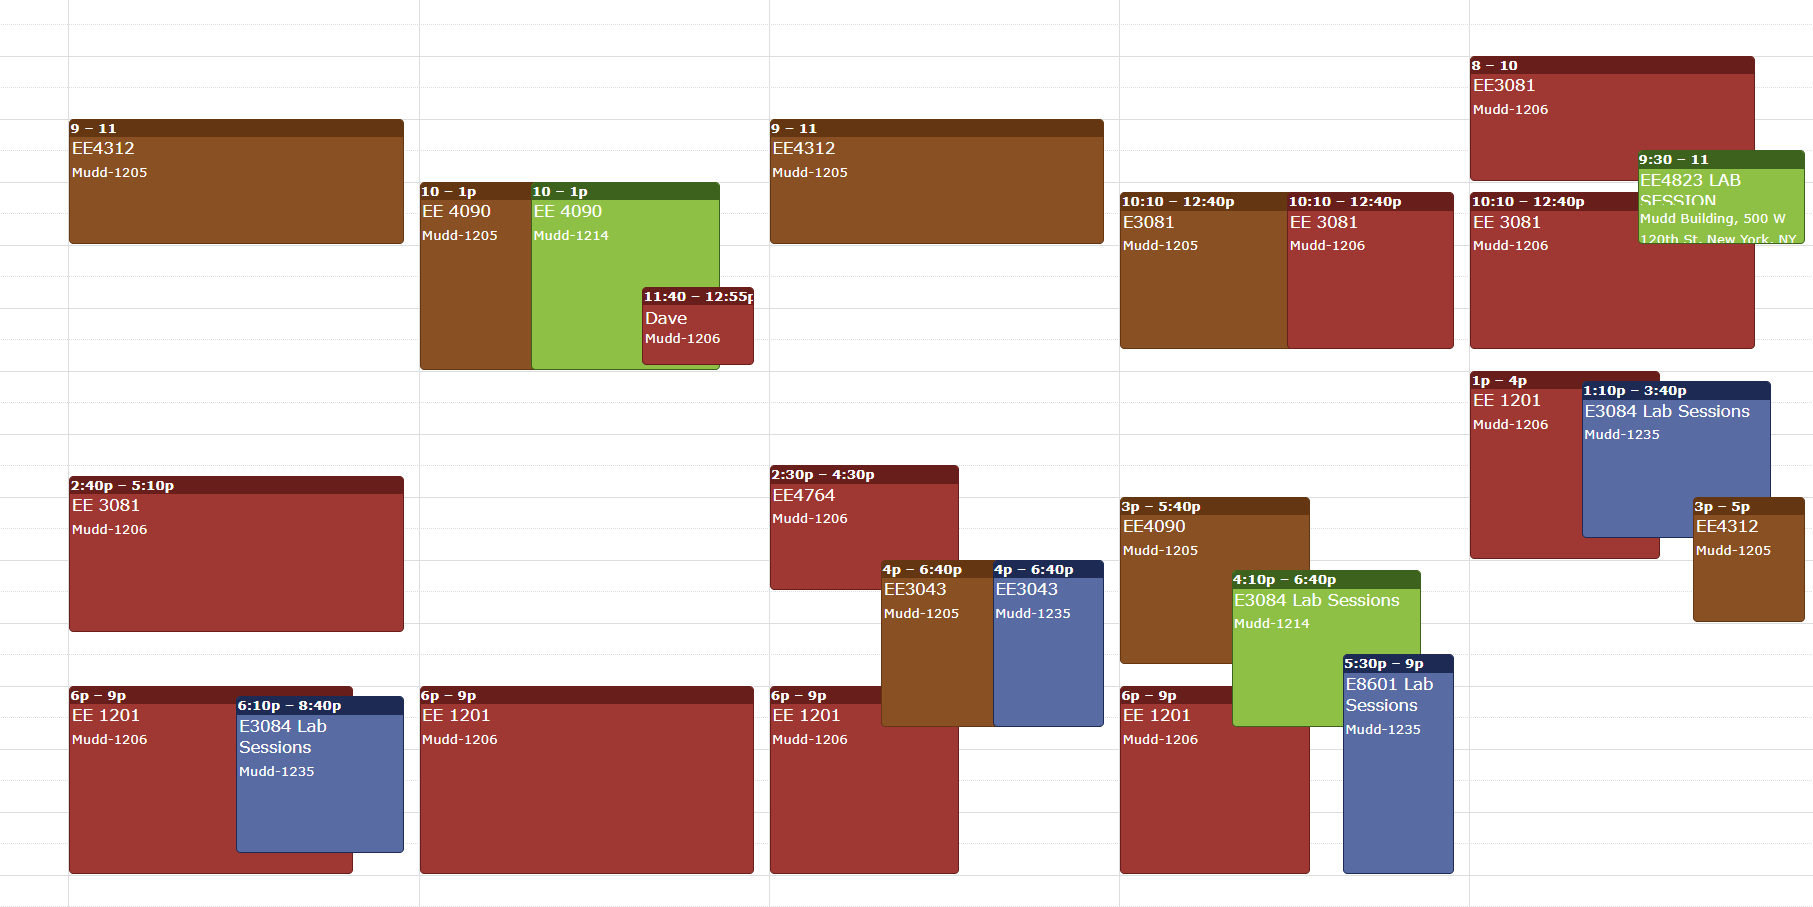 9 – 11
EE4312
Mudd-1205
2:40p – 5:10p
EE 3081
Mudd-1206
6p – 9p
EE 1201
Mudd-1206
6:10p – 8:40p
E3084 Lab
Sessions
Mudd-1235
10 – 1p
EE 4090
Mudd-1205
10 – 1p
EE 4090
Mudd-1214
11:40 – 12:55p
Dave
Mudd-1206
6p – 9p
EE 1201
Mudd-1206
9 – 11
EE4312
Mudd-1205
2:30p – 4:30p
EE4764
Mudd-1206
4p – 6:40p
EE3043
Mudd-1205
4p – 6:40p
EE3043
Mudd-1235
6p – 9p
EE 1201
Mudd-1206
10:10 – 12:40p
E3081
Mudd-1205
10:10 – 12:40p
EE 3081
Mudd-1206
3p – 5:40p
EE4090
Mudd-1205
4:10p – 6:40p
E3084 Lab Sessions
Mudd-1214
5:30p – 9p
E8601 Lab
Sessions
Mudd-1235
6p – 9p
EE 1201
Mudd-1206
8 – 10
EE3081
Mudd-1206
9:30 – 11
EE4823 LAB
SESSION
Mudd Building, 500 W
120th St, New York, NY
10:10 – 12:40p
EE 3081
Mudd-1206
1p – 4p
EE 1201
Mudd-1206
1:10p – 3:40p
E3084 Lab Sessions
Mudd-1235
3p – 5p
EE4312
Mudd-1205